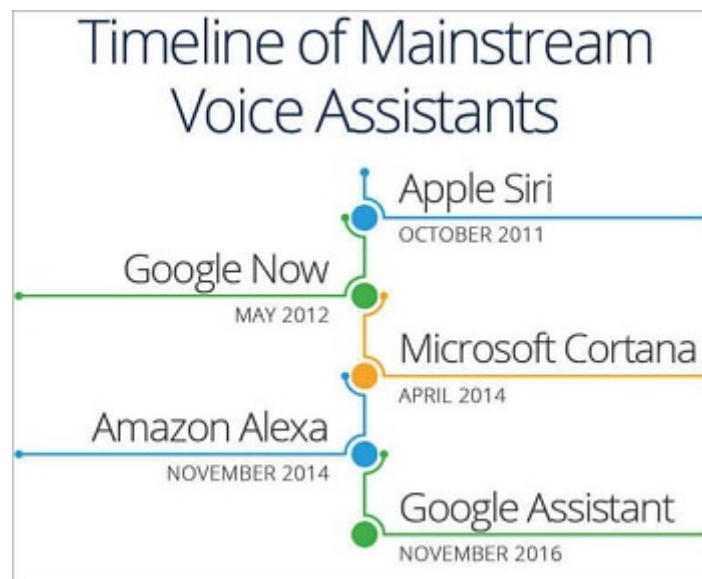 Timeline of Mainstream
Voice Assistants
Apple Siri
OCTOBER 2011
Google Now
MAY 2012
Microsoft Cortana
APRIL 2014
Amazon Alexa
NOVEMBER 2014
Google Assistant
NOVEMBER 2016